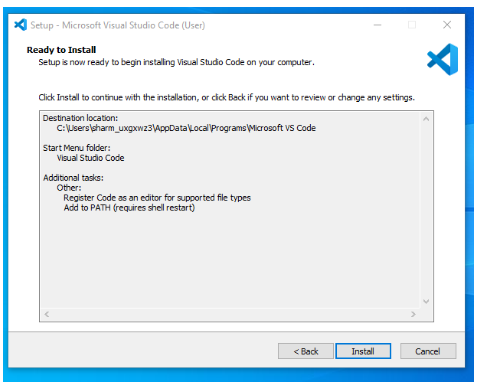 Setup - Microsoft Visual Studio Code (User)
Ready to Install
Setup is now ready to begin installing Visual Studio Code on your computer.
Click Install to continue with the installation, or click Back if you want to review or change any settings.
Destination location:
C:\Users\sharm_uxgxwz3\AppData\Local\Programs\Microsoft VS Code
Start Menu folder:
Visual Studio Code
Additional tasks:
Other:
Register Code as an editor for supported file types
Add to PATH (requires shell restart)
< Back
Install
Cancel